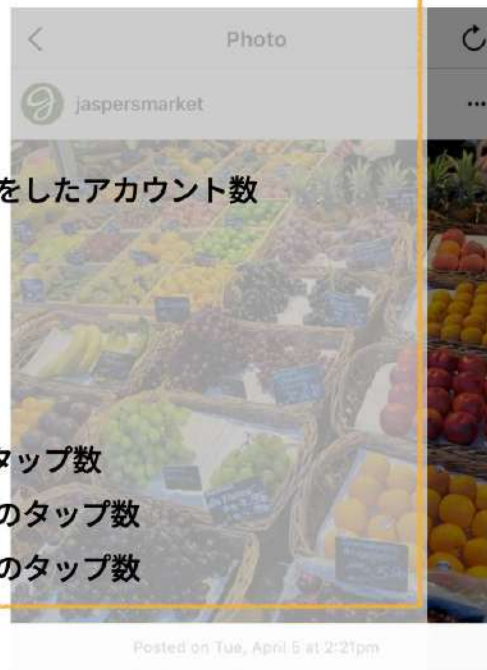 Photo
jaspersmarket
をしたアカウント数
タップ数
のタップ数
のタップ数
Posted on Tue, April 5 at 2:21pm